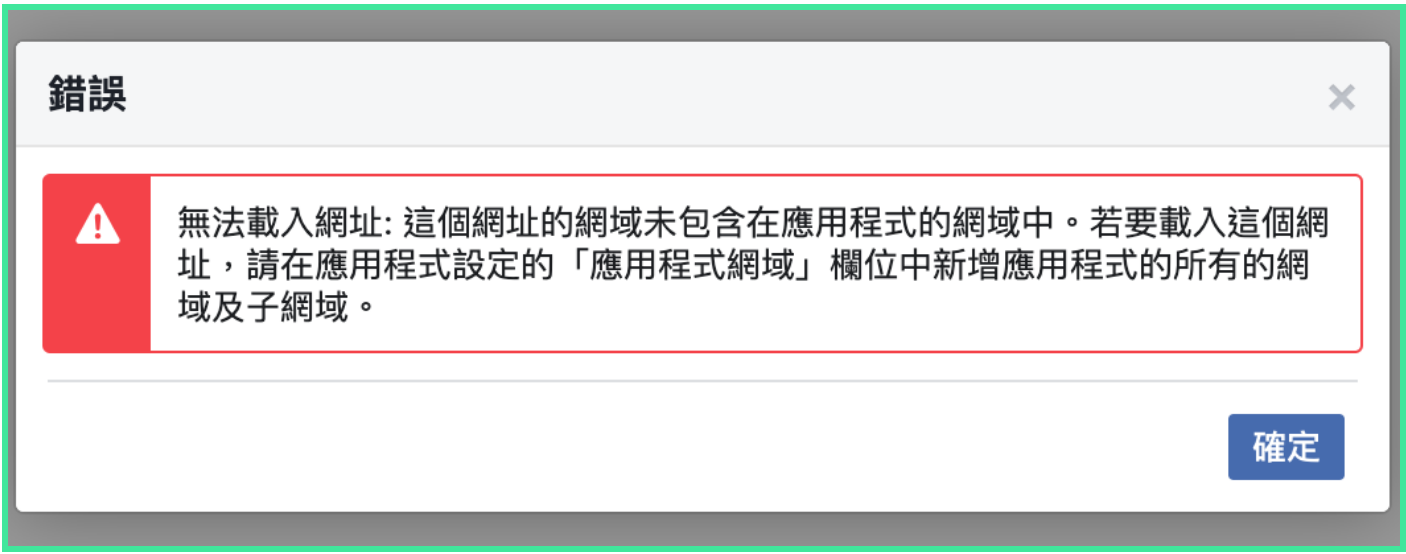 錯誤
無法載入網址: 這個網址的網域未包含在應用程式的網域中。若要載入這個網
址，請在應用程式設定的「應用程式網域」欄位中新增應用程式的所有的網
域及子網域。
確定